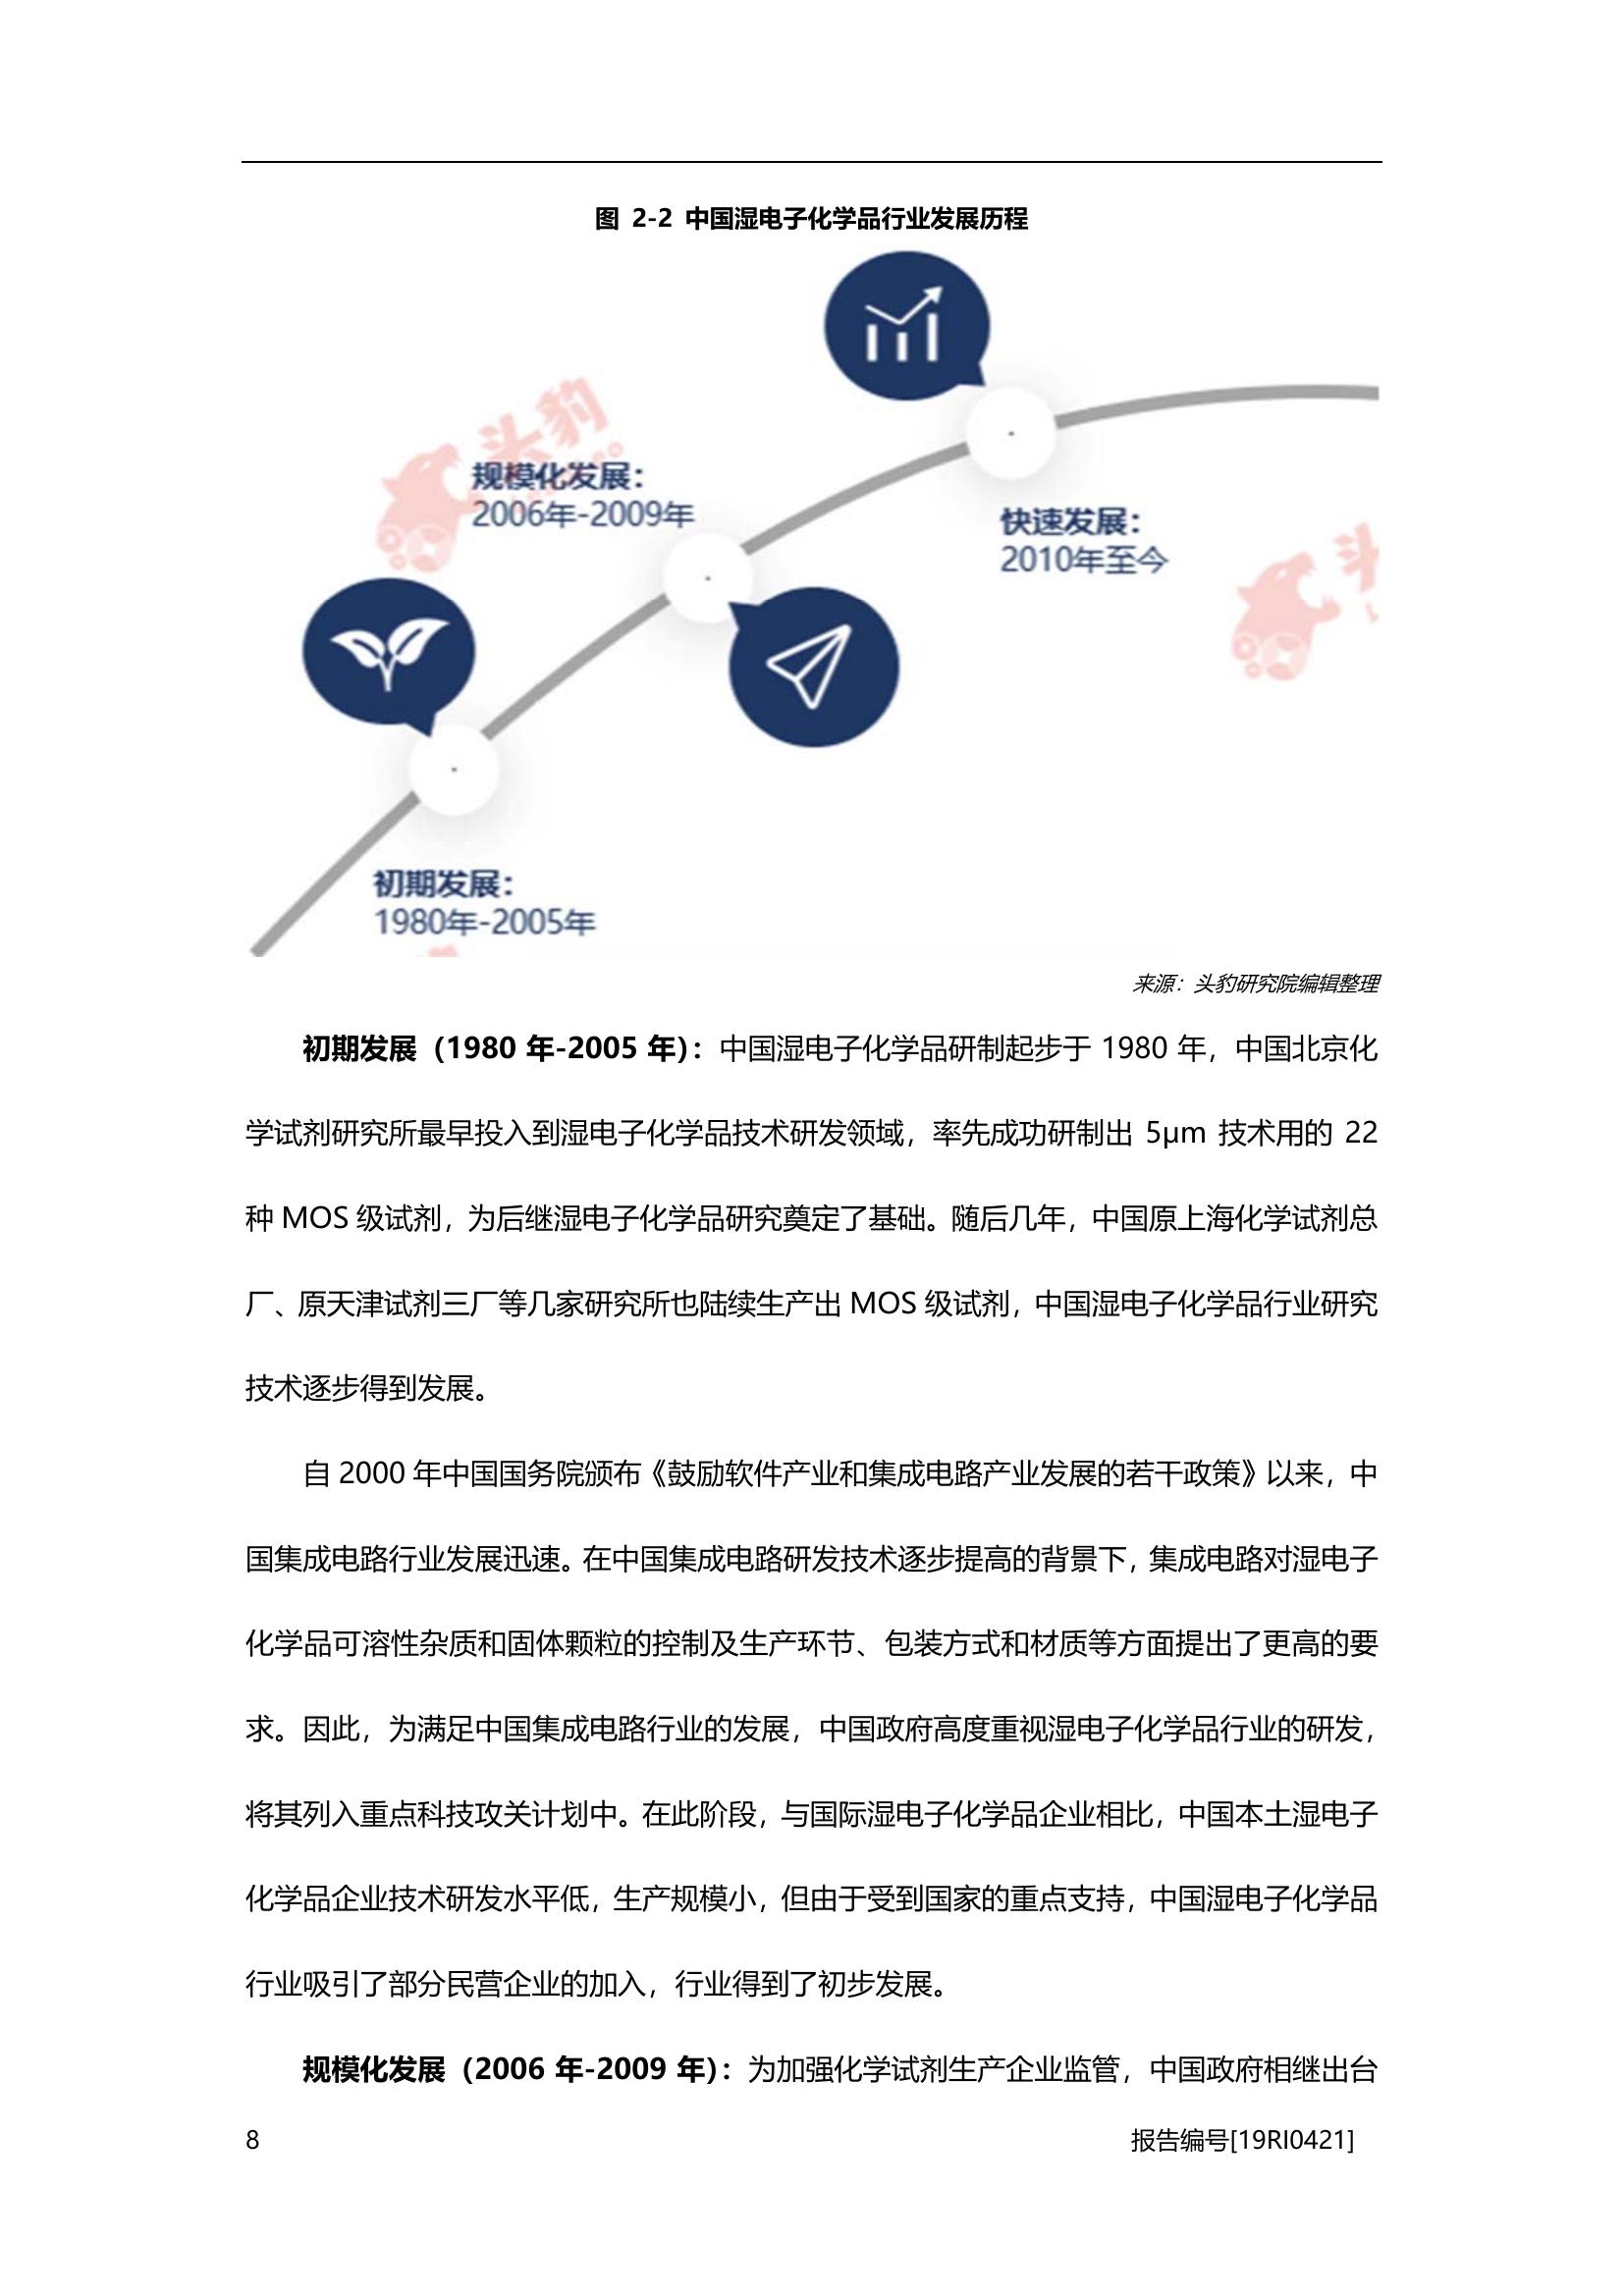 图 2-2 中国湿电子化学品行业发展历程
头豹
规模化发展：
2006年-2009年
快速发展：
2010年至今
头
初期发展：
1980年-2005年
来源：头豹研究院编辑整理
初期发展（1980 年-2005 年）：中国湿电子化学品研制起步于 1980 年，中国北京化
学试剂研究所最早投入到湿电子化学品技术研发领域，率先成功研制出 5μm 技术用的 22
种 MOS 级试剂，为后继湿电子化学品研究奠定了基础。随后几年，中国原上海化学试剂总
厂、原天津试剂三厂等几家研究所也陆续生产出 MOS 级试剂，中国湿电子化学品行业研究
技术逐步得到发展。
自 2000 年中国国务院颁布《鼓励软件产业和集成电路产业发展的若干政策》以来，中
国集成电路行业发展迅速。在中国集成电路研发技术逐步提高的背景下，集成电路对湿电子
化学品可溶性杂质和固体颗粒的控制及生产环节、包装方式和材质等方面提出了更高的要
求。因此，为满足中国集成电路行业的发展，中国政府高度重视湿电子化学品行业的研发，
将其列入重点科技攻关计划中。在此阶段，与国际湿电子化学品企业相比，中国本土湿电子
化学品企业技术研发水平低，生产规模小，但由于受到国家的重点支持，中国湿电子化学品
行业吸引了部分民营企业的加入，行业得到了初步发展。
规模化发展（2006 年-2009 年）：为加强化学试剂生产企业监管，中国政府相继出台
8
报告编号[19RI0421]